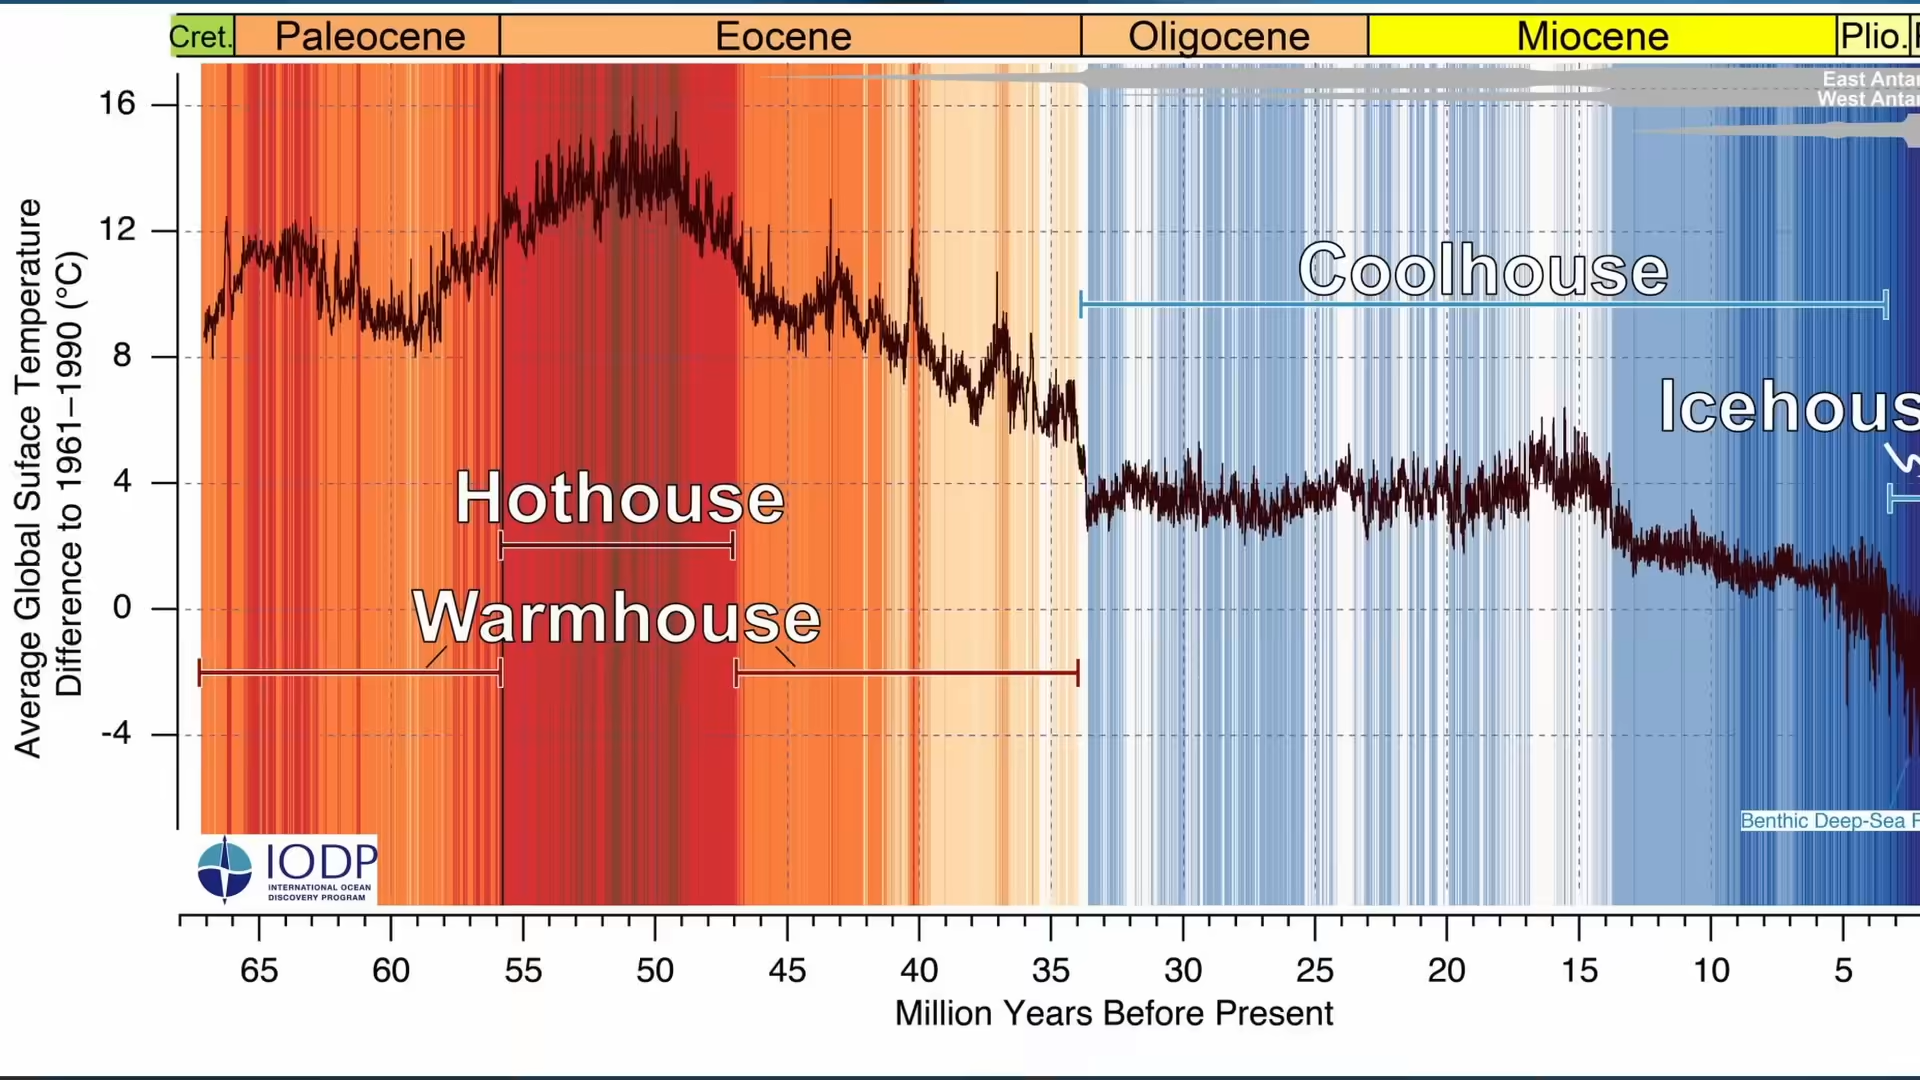 Cret.
Paleocene
Eocene
Oligocene
Miocene
Plio.
East Antar
West Antar
16
12
8
4
0
-4
Average Global Suface Temperature
Difference to 1961–1990 (°C)
Coolhouse
Icehous
Hothouse
Warmhouse
Benthic Deep-Sea F
IODP
INTERNATIONAL OCEAN
DISCOVERY PROGRAM
65 60 55 50 45 40 35 30 25 20 15 10 5
Million Years Before Present